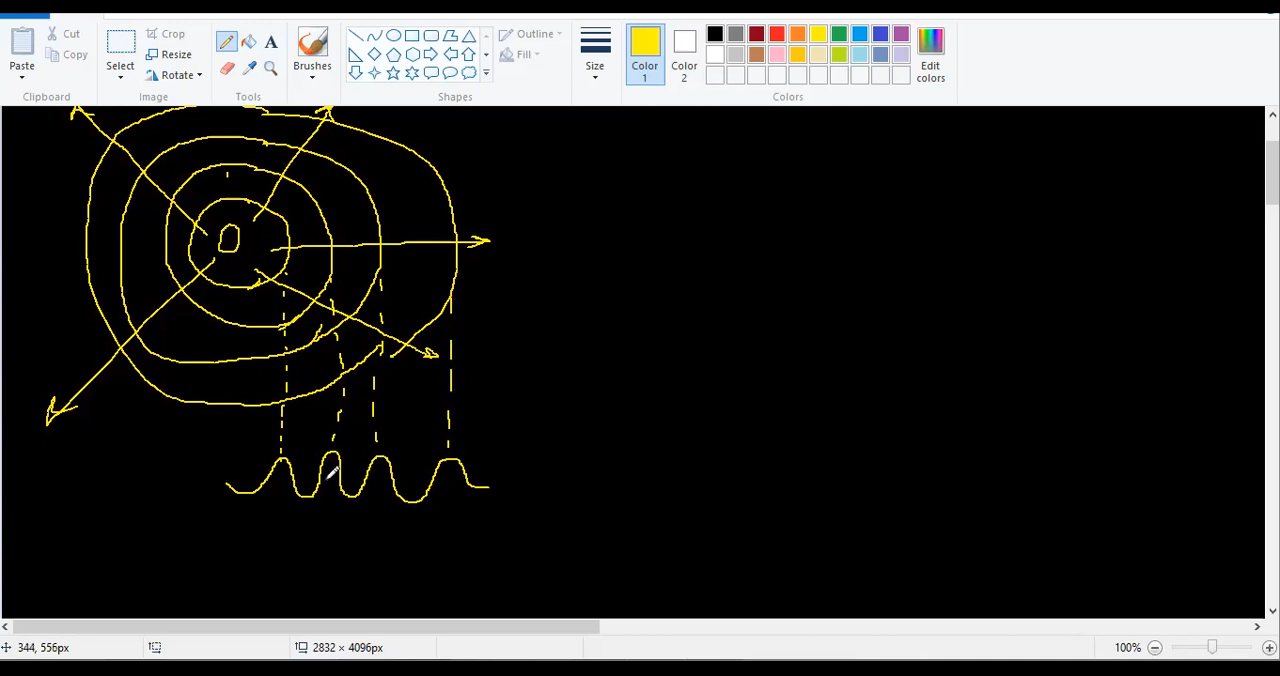 Cut
Copy
Paste
Clipboard
Crop
Resize
Rotate
Select
Image
A
Tools
Brushes
Outline
Fill
Shapes
Size
Color
1
Color
2
Edit
colors
Colors
344, 556px
2832 × 4096px
100%